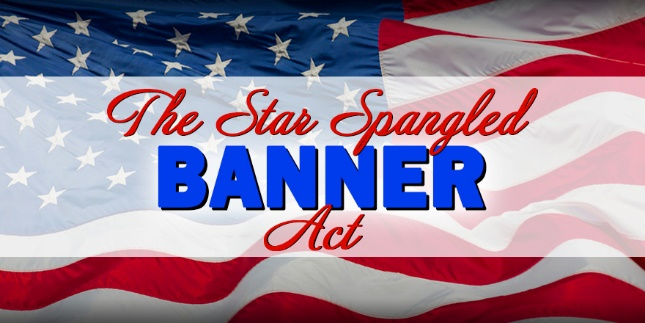 The Star Spangled
BANNER
Act